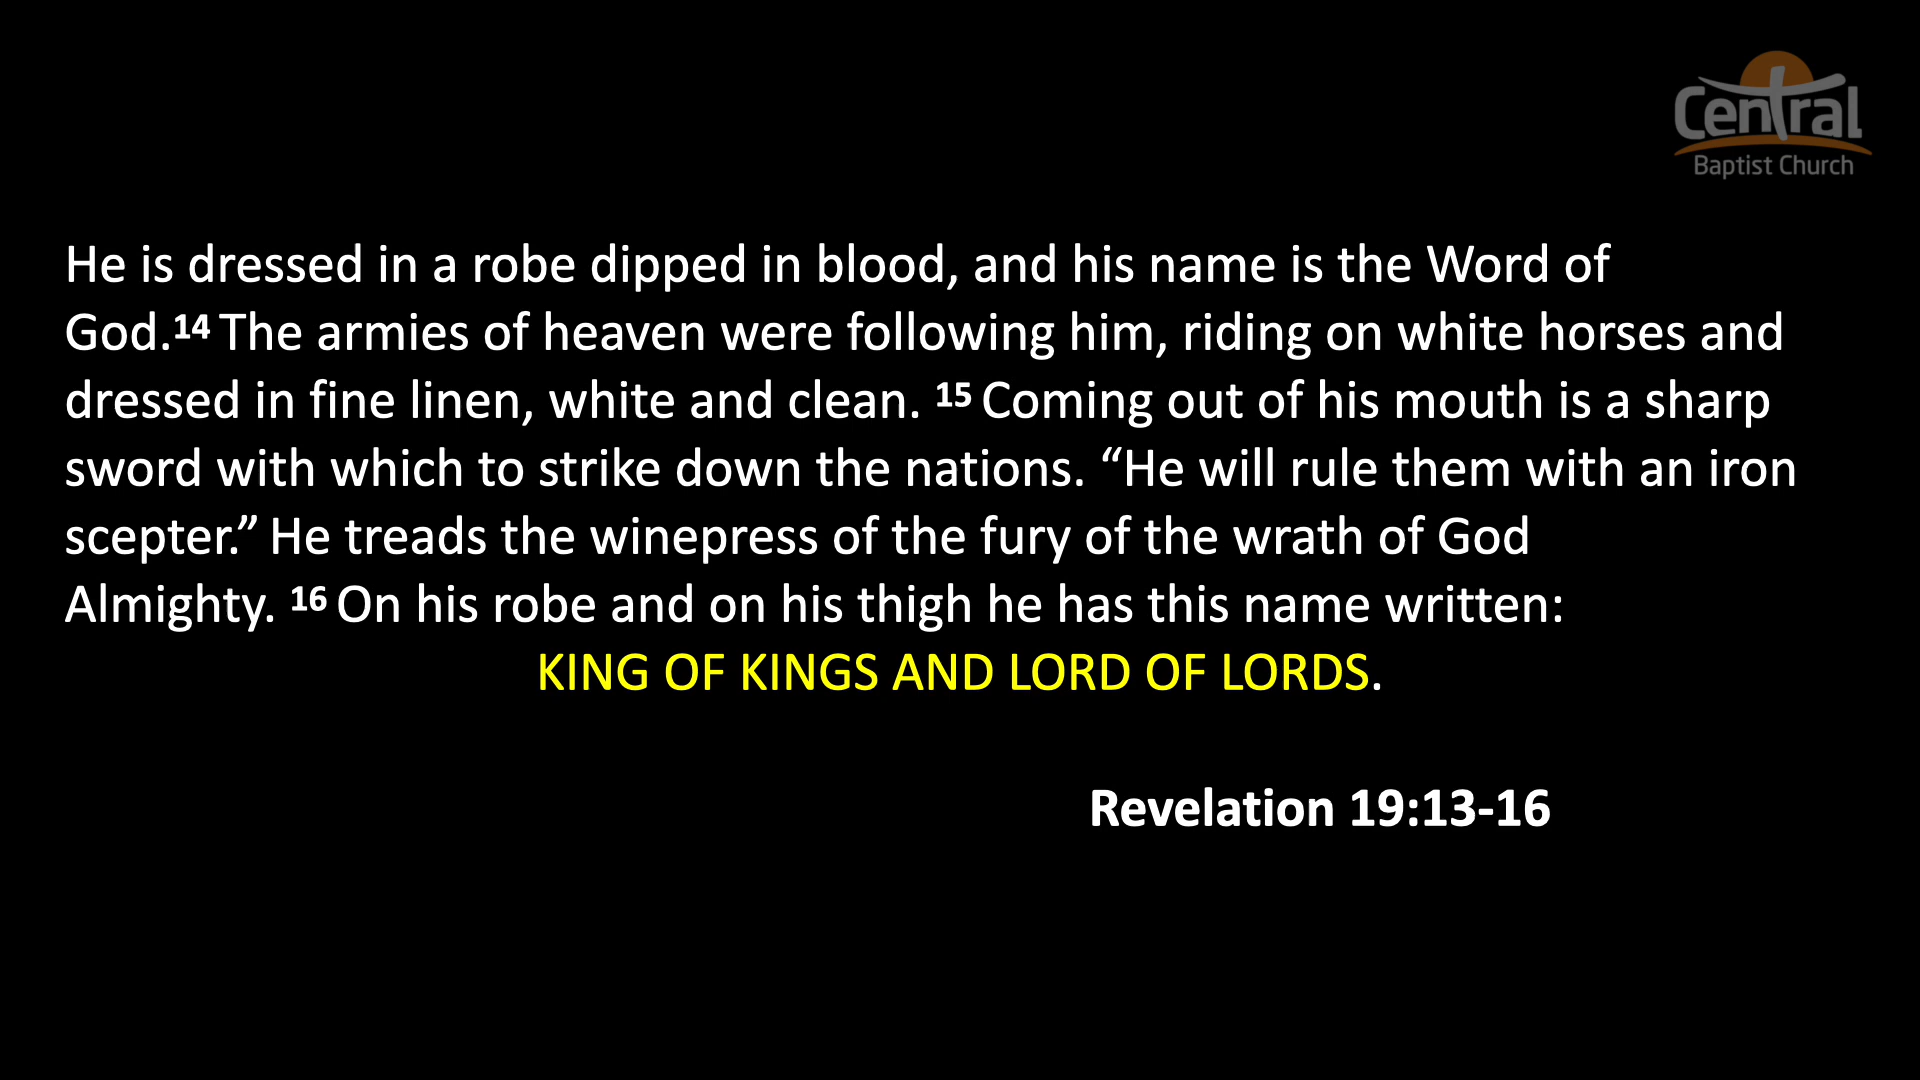 Central
Baptist Church
He is dressed in a robe dipped in blood, and his name is the Word of
God.14 The armies of heaven were following him, riding on white horses and
dressed in fine linen, white and clean. 15 Coming out of his mouth is a sharp
sword with which to strike down the nations. “He will rule them with an iron
scepter.” He treads the winepress of the fury of the wrath of God
Almighty. 16 On his robe and on his thigh he has this name written:
KING OF KINGS AND LORD OF LORDS.
Revelation 19:13-16